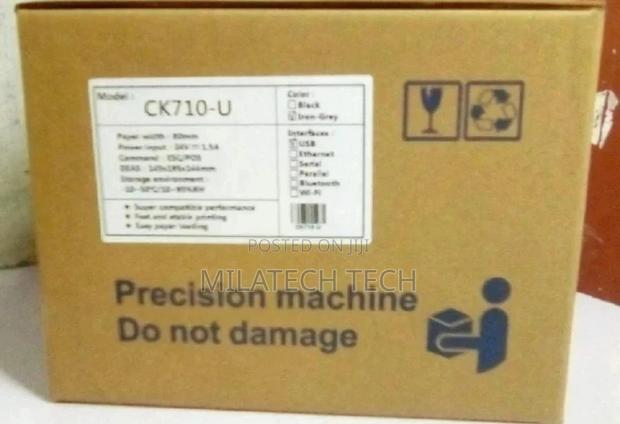 Model :
CK710-U
Paper width : 80mm
Power input : 24V 1.5A
Command : ESC/POS
Storage environment :
Super compatible performance
Fast and stable printing
Easy paper loading
Color :
Black
Iron-Grey
Interfaces :
USB
Ethernet
Serial
Parallel
Bluetooth
Wi-Fi
CK710-U
POSTED ON JIJI
MILATECH TECH
Precision machine
Do not damage